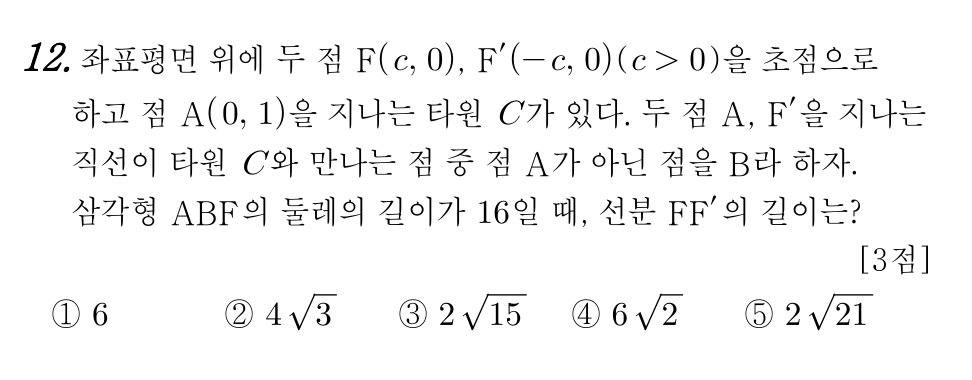 12. 좌표평면 위에 두 점 F(c, 0), F′(−c, 0)(c > 0)을 초점으로
하고 점 A(0, 1)을 지나는 타원 C가 있다. 두 점 A, F′을 지나는
직선이 타원 C와 만나는 점 중 점 A가 아닌 점을 B라 하자.
삼각형 ABF의 둘레의 길이가 16일 때, 선분 FF′의 길이는?
[3점]
① 6 ② 4√3 ③ 2√15 ④ 6√2 ⑤ 2√21